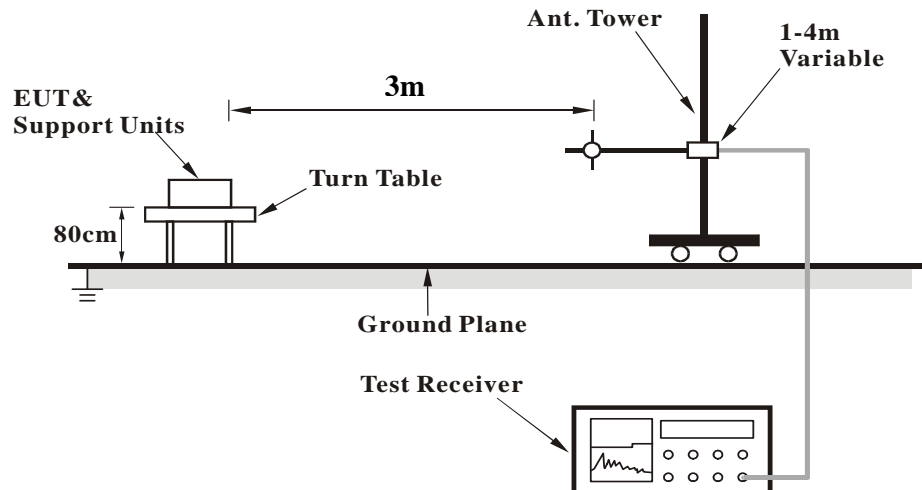 Ant. Tower
1-4m
Variable
3m
EUT&
Support Units
Turn Table
80cm
Ground Plane
Test Receiver